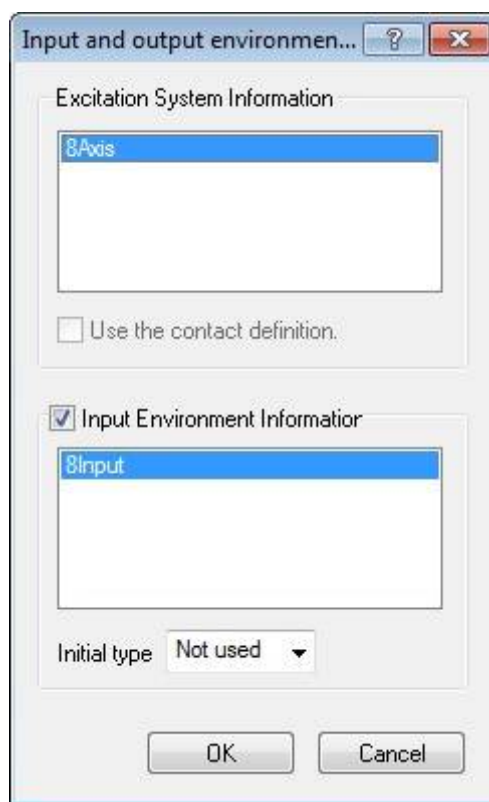 Input and output environmen...
Excitation System Information
8Axis
Use the contact definition.
Input Environment Information
8Input
Initial type Not used
OK Cancel